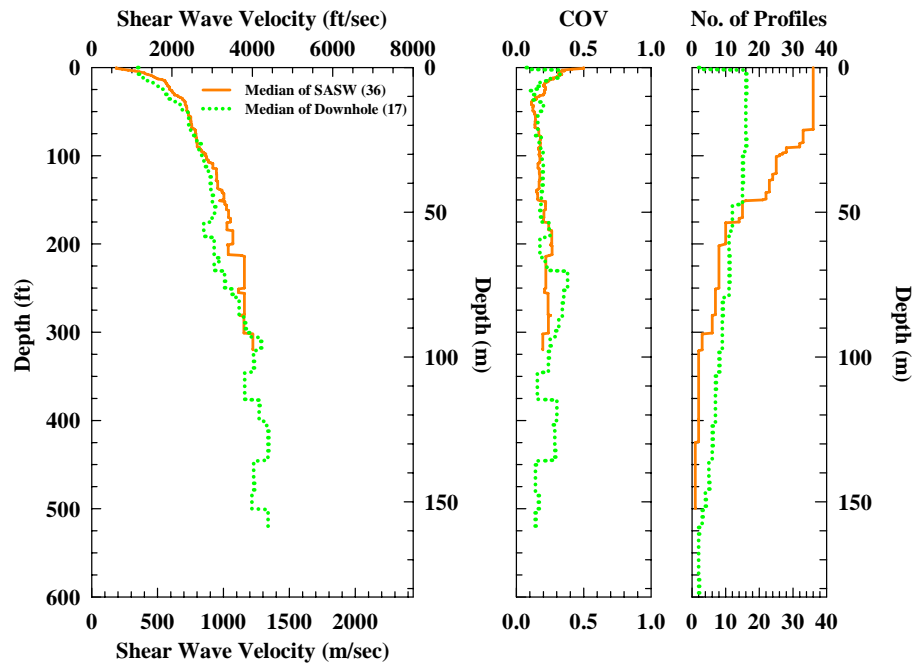 Shear Wave Velocity (ft/sec)
0 2000 4000 6000 8000
COV
0.0 0.5 1.0
No. of Profiles
0 10 20 30 40
Median of SASW (36)
Median of Downhole (17)
Depth (ft)
0
100
200
300
400
500
600
Depth (m)
0
50
100
150
Depth (m)
0
50
100
150
0 500 1000 1500 2000
Shear Wave Velocity (m/sec)
0.0 0.5 1.0
0 10 20 30 40